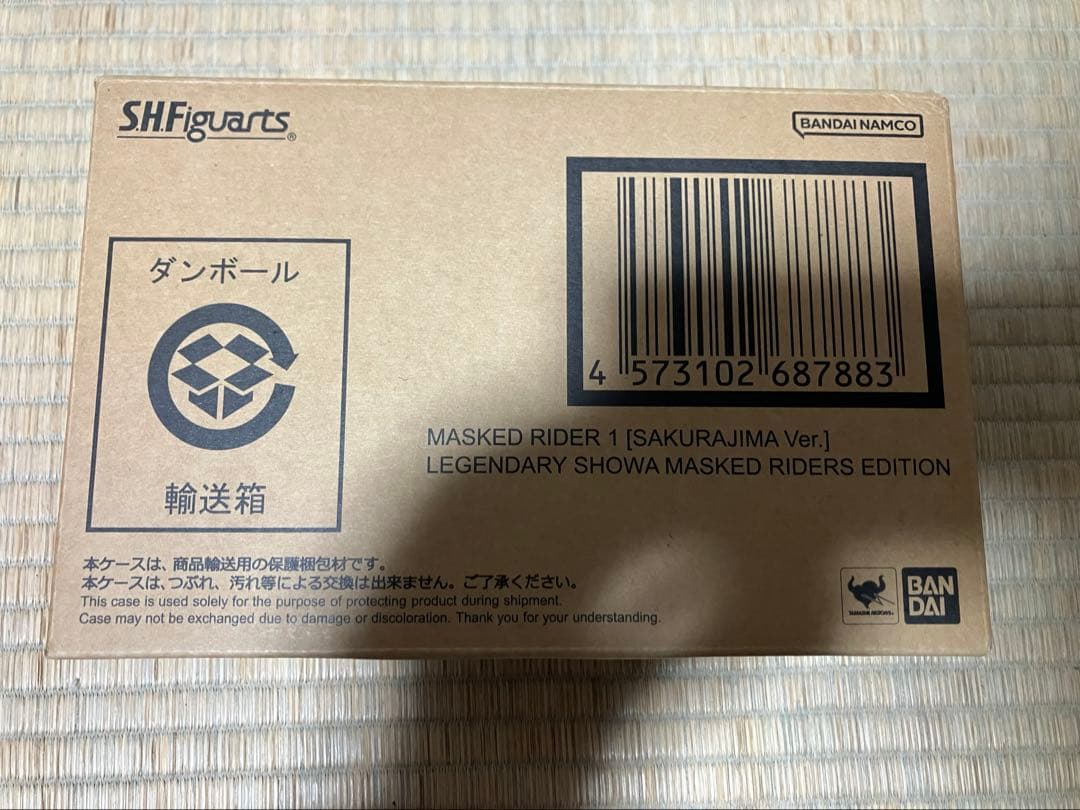 S.H.Figuarts®
BANDAI NAMCO
ダンボール
輸送箱
4 573102 687883
MASKED RIDER 1 [SAKURAJIMA Ver.]
LEGENDARY SHOWA MASKED RIDERS EDITION
本ケースは、商品輸送用の保護梱包材です。
本ケースは、つぶれ、汚れ等による交換は出来ません。ご了承ください。
This case is used solely for the purpose of protecting product during shipment.
Case may not be exchanged due to damage or discoloration. Thank you for your understanding.
TAMASHII NATIONS
BAN
DAI